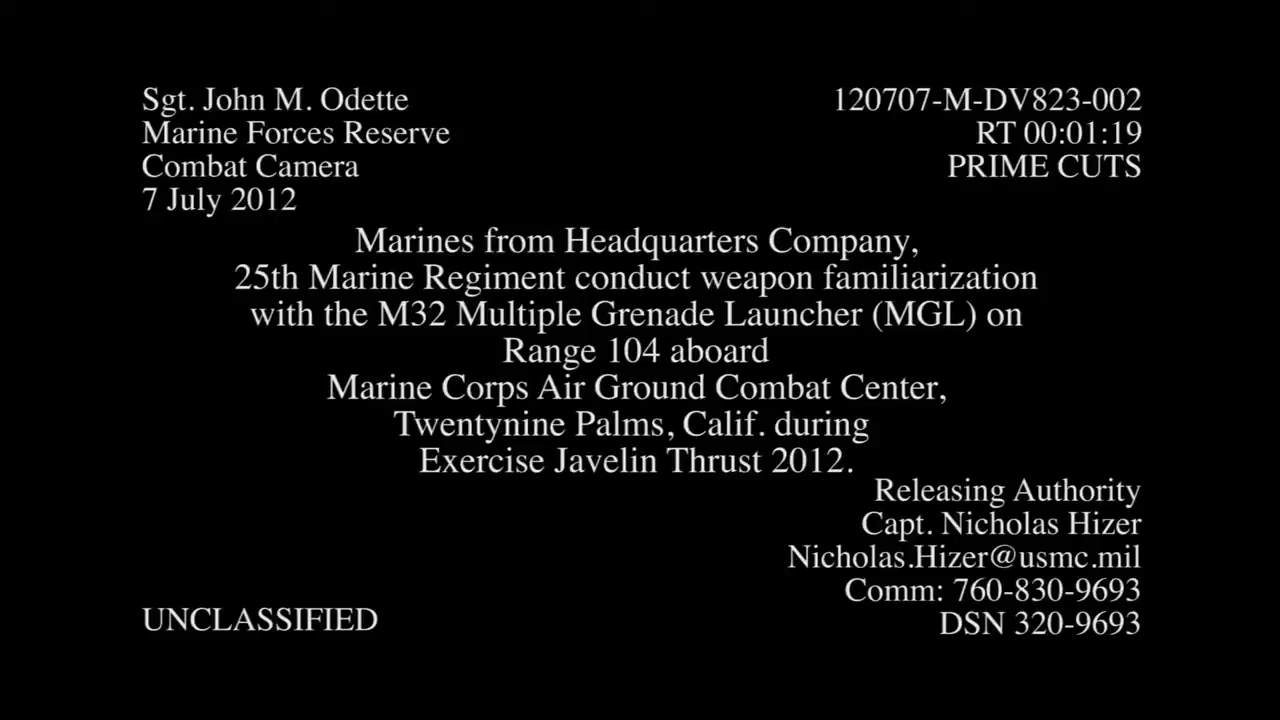 Sgt. John M. Odette
Marine Forces Reserve
Combat Camera
7 July 2012
120707-M-DV823-002
RT 00:01:19
PRIME CUTS
Marines from Headquarters Company,
25th Marine Regiment conduct weapon familiarization
with the M32 Multiple Grenade Launcher (MGL) on
Range 104 aboard
Marine Corps Air Ground Combat Center,
Twentynine Palms, Calif. during
Exercise Javelin Thrust 2012.
Releasing Authority
Capt. Nicholas Hizer
Nicholas.Hizer@usmc.mil
Comm: 760-830-9693
DSN 320-9693
UNCLASSIFIED